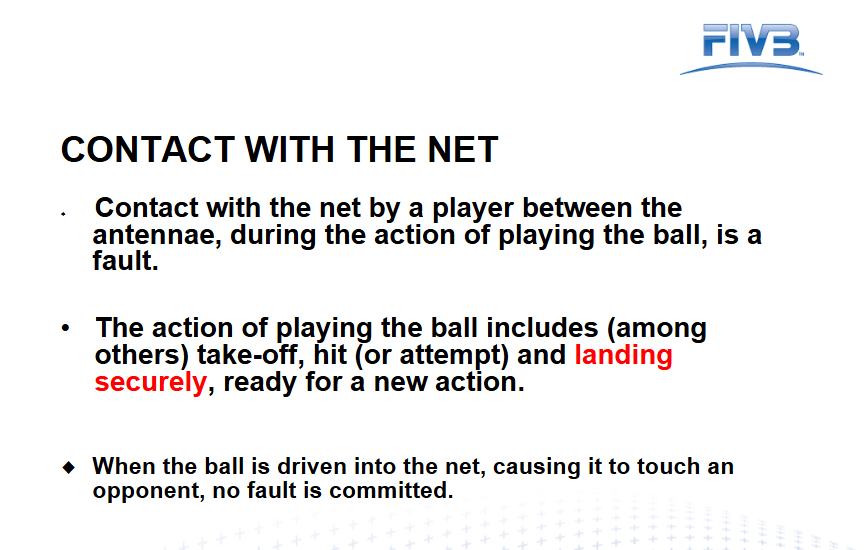 FIVB
CONTACT WITH THE NET
Contact with the net by a player between the
antennae, during the action of playing the ball, is a
fault.
• The action of playing the ball includes (among
others) take-off, hit (or attempt) and landing
securely, ready for a new action.
◆ When the ball is driven into the net, causing it to touch an
opponent, no fault is committed.